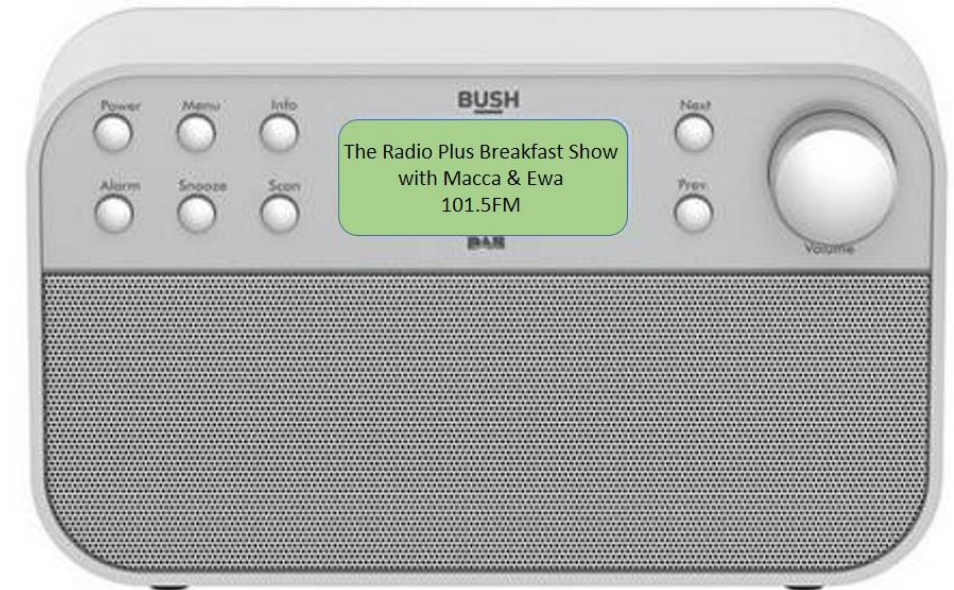 Power Menu Info BUSH Next
The Radio Plus Breakfast Show
with Macca & Ewa
101.5FM
Alarm Snooze Scan Prev.
DAB
Volume